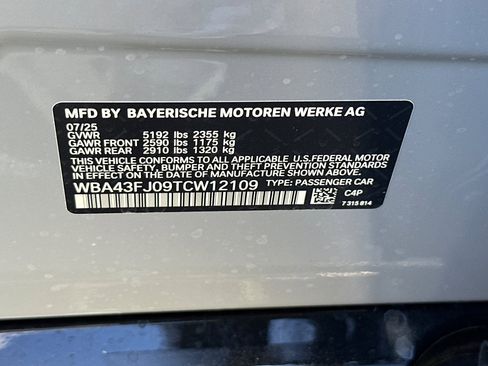 MFD BY BAYERISCHE MOTOREN WERKE AG
07/25
GVWR 5192 lbs 2355 kg
GAWR FRONT 2590 lbs 1175 kg
GAWR REAR 2910 lbs 1320 kg
THIS VEHICLE CONFORMS TO ALL APPLICABLE U.S.FEDERAL MOTOR
VEHICLE SAFETY, BUMPER AND THEFT PREVENTION STANDARDS
IN EFFECT ON THE DATE OF MANUFACTURE SHOWN ABOVE.
WBA43FJ09TCW12109 TYPE: PASSENGER CAR
C4P
7 315 814